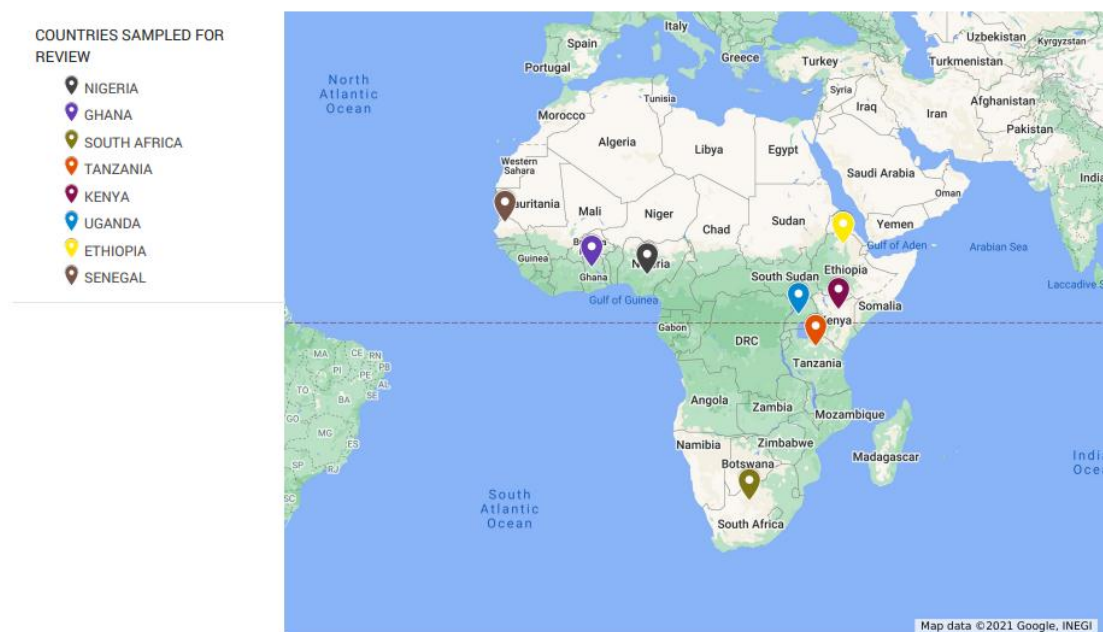 COUNTRIES SAMPLED FOR
REVIEW
NIGERIA
GHANA
SOUTH AFRICA
TANZANIA
KENYA
UGANDA
ETHIOPIA
SENEGAL
Italy
Spain
Portugal
Greece
Turkey
Uzbekistan
Kyrgyzstan
Turkmenistan
North
Atlantic
Ocean
Tunisia
Syria
Iraq
Iran
Afghanistan
Pakistan
Morocco
Algeria
Libya
Egypt
Western
Sahara
Saudi Arabia
Oman
India
uritania
Mali
Niger
Chad
Sudan
Yemen
Gulf of Aden
Arabian Sea
Guinea
Ghana
South Sudan
Ethiopia
Laccadive S
Gulf of Guinea
Somalia
enya
Gabon
DRC
Tanzania
MA
CE
RN
PI
PE
PB
AL
SE
TO
BA
GO
MG
ES
SP
RJ
SC
Angola
Zambia
Mozambique
Namibia
Zimbabwe
Botswana
Madagascar
Indi
Oce
South
Atlantic
Ocean
South Africa
Map data ©2021 Google, INEGI